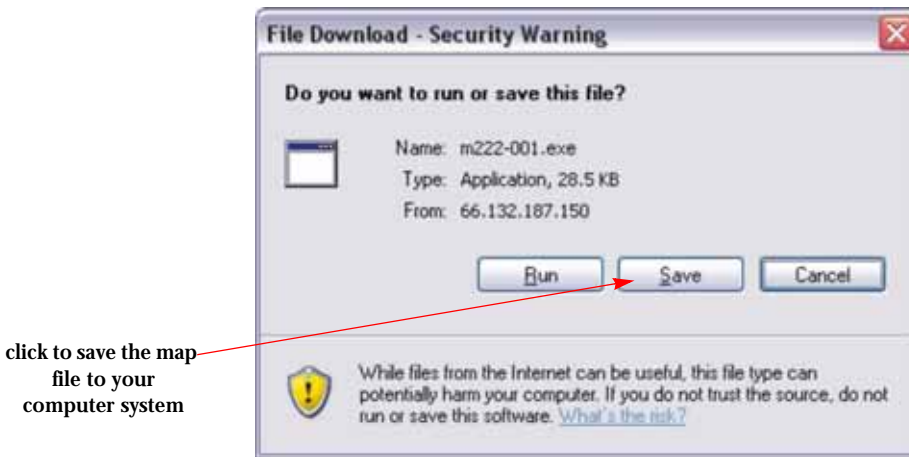 File Download - Security Warning
Do you want to run or save this file?
Name: m222-001.exe
Type: Application, 28.5 KB
From: 66.132.187.150
Run Save Cancel
click to save the map
file to your
computer system
While files from the Internet can be useful, this file type can
potentially harm your computer. If you do not trust the source, do not
run or save this software. What's the risk?